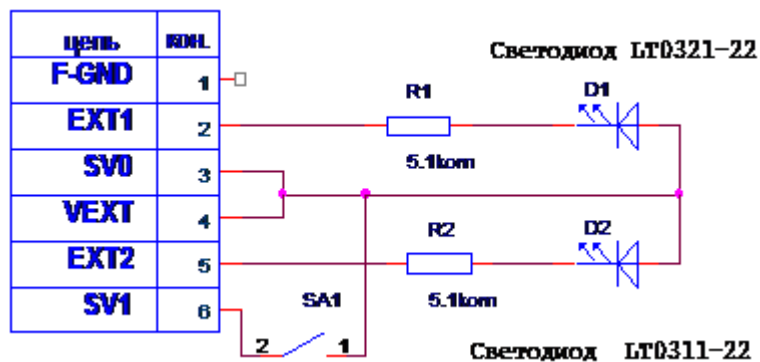 цепь КОН.
F-GND 1
EXT1 2
SV0 3
VEXT 4
EXT2 5
SV1 6
Светодиод LT0321-22
R1
D1
5.1kom
R2
D2
SA1
5.1kom
2 1
Светодиод LT0311-22